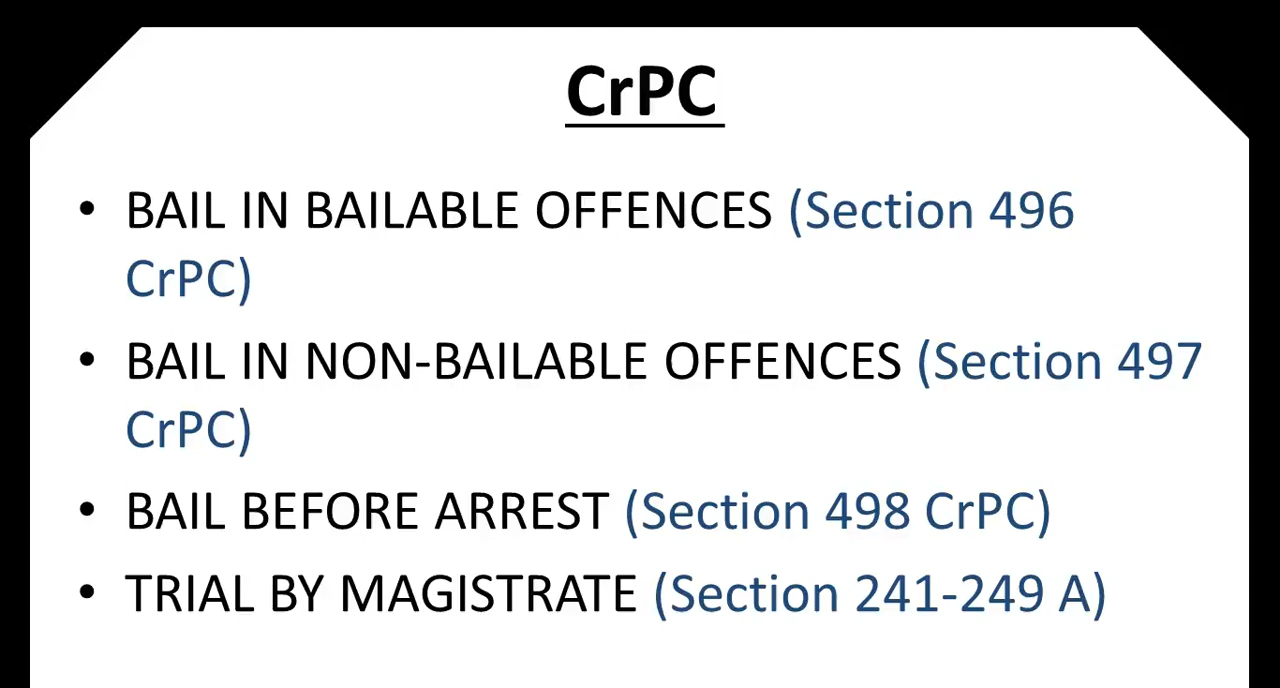 CrPC
• BAIL IN BAILABLE OFFENCES (Section 496
CrPC)
• BAIL IN NON-BAILABLE OFFENCES (Section 497
CrPC)
• BAIL BEFORE ARREST (Section 498 CrPC)
• TRIAL BY MAGISTRATE (Section 241-249 A)